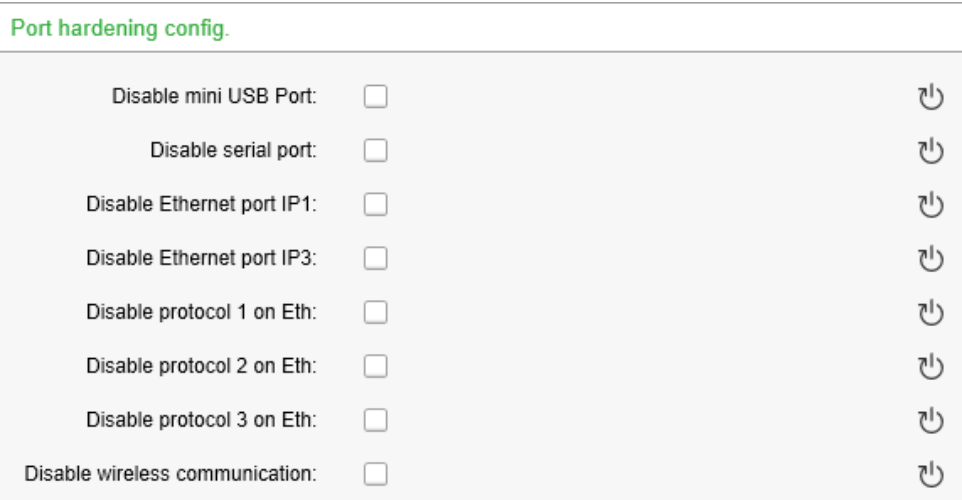 Port hardening config.
Disable mini USB Port:
Disable serial port:
Disable Ethernet port IP1:
Disable Ethernet port IP3:
Disable protocol 1 on Eth:
Disable protocol 2 on Eth:
Disable protocol 3 on Eth:
Disable wireless communication: